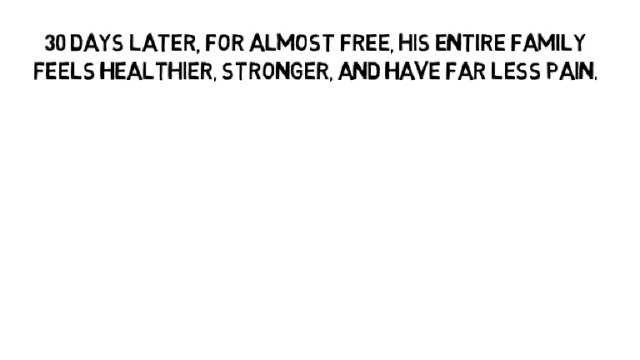 30 DAYS LATER, FOR ALMOST FREE, HIS ENTIRE FAMILY
FEELS HEALTHIER, STRONGER, AND HAVE FAR LESS PAIN.